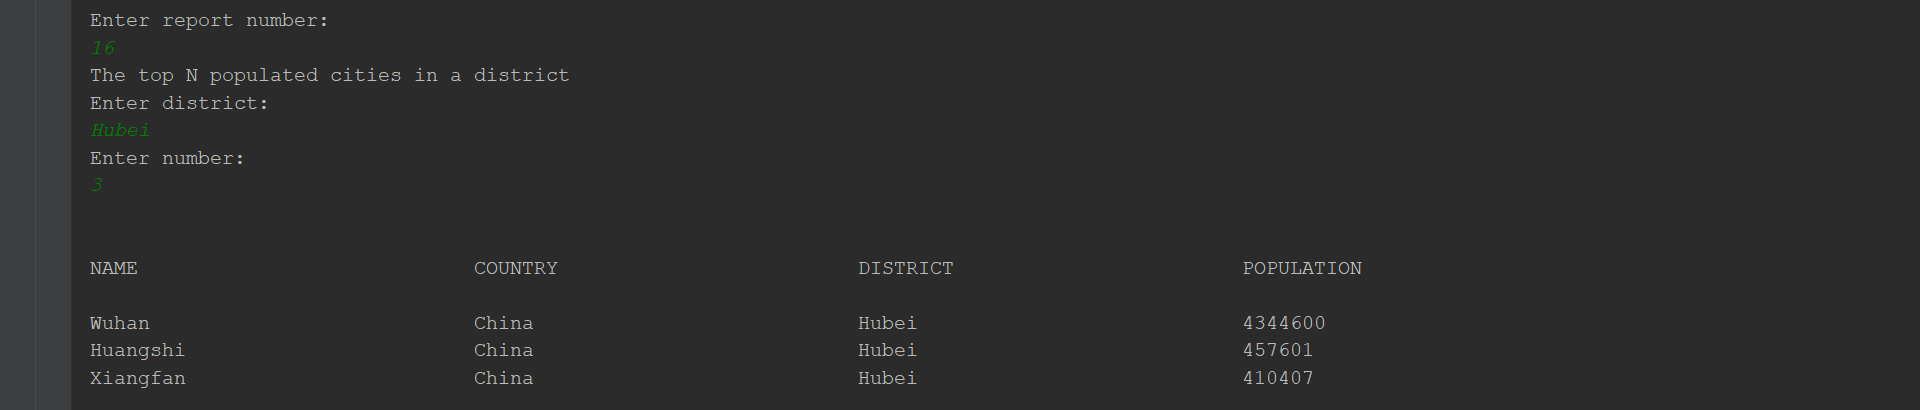 Enter report number:
16
The top N populated cities in a district
Enter district:
Hubei
Enter number:
3
NAME COUNTRY DISTRICT POPULATION
Wuhan China Hubei 4344600
Huangshi China Hubei 457601
Xiangfan China Hubei 410407